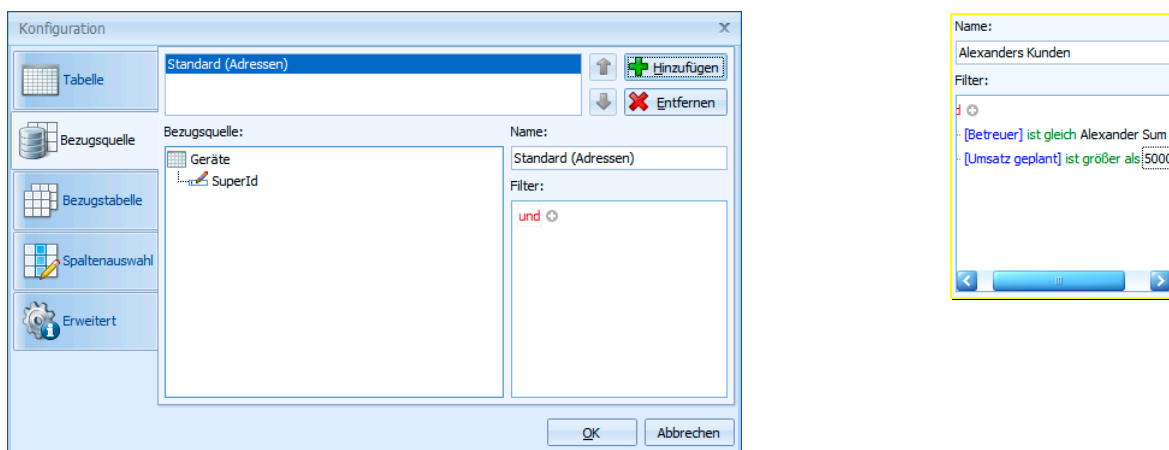 Konfiguration
Tabelle
Bezugsquelle
Bezugstabelle
Spaltenauswahl
Erweitert
Standard (Adressen)
Hinzufügen
Entfernen
Bezugsquelle:
Geräte
SuperId
Name:
Standard (Adressen)
Filter:
und
OK
Abbrechen
Name:
Alexanders Kunden
Filter:
d
[Betreuer] ist gleich Alexander Sum
[Umsatz geplant] ist größer als 5000